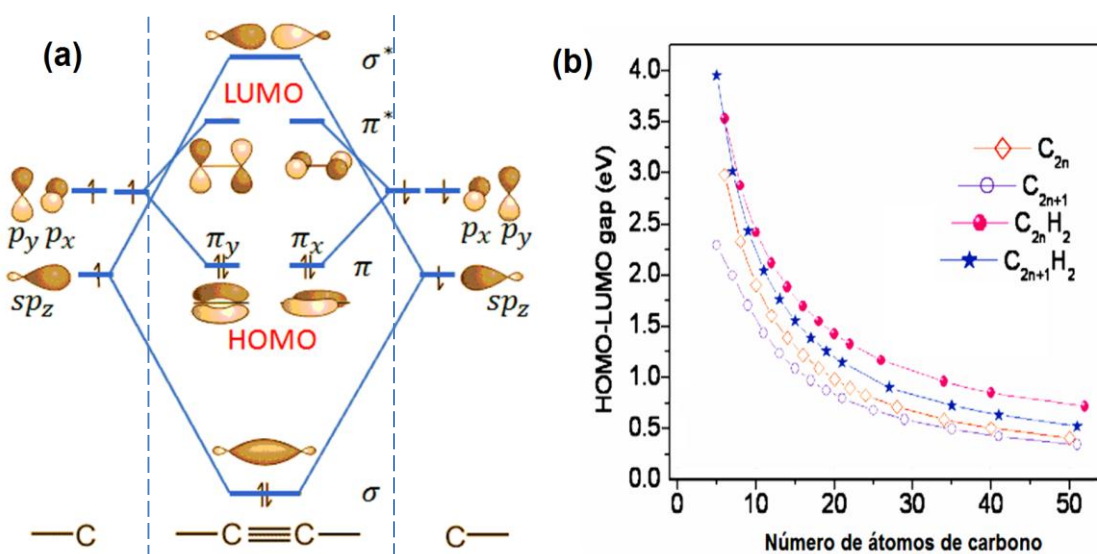 (a)
σ*
LUMO
π*
p_y p_x
p_x p_y
π_y
π_x
π
sp_z
sp_z
HOMO
σ
—C
—C≡C—
C—
(b)
HOMO-LUMO gap (eV)
4.0
3.5
3.0
2.5
2.0
1.5
1.0
0.5
0.0
C_2n
C_2n+1
C_2nH_2
C_2n+1H_2
0 10 20 30 40 50
Número de átomos de carbono